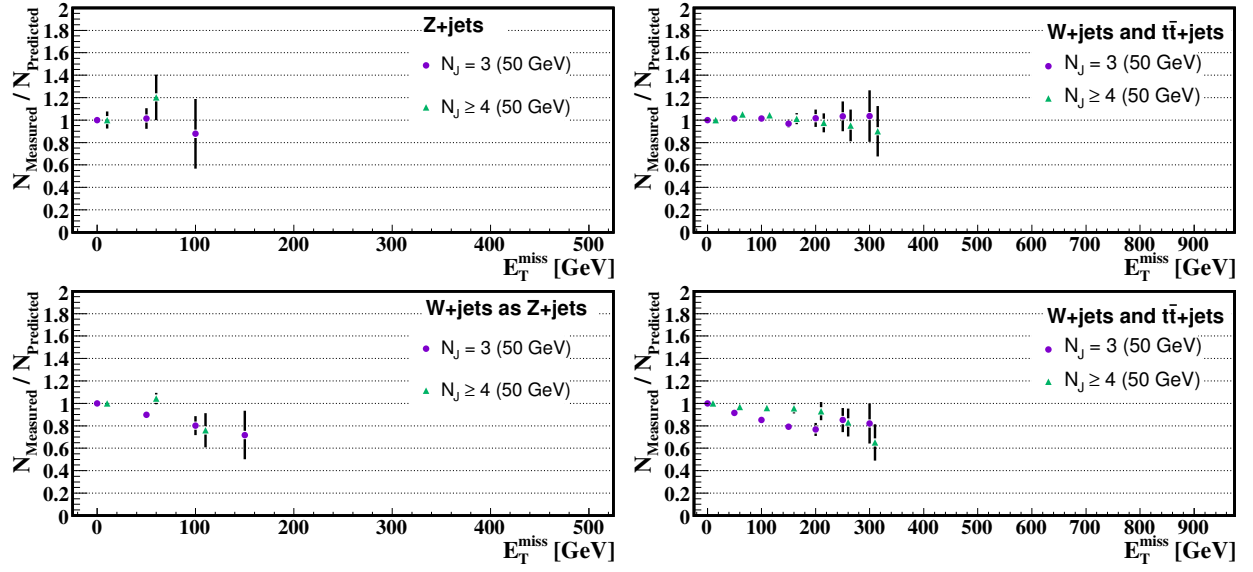 N_Measured / N_Predicted
2
1.8
1.6
1.4
1.2
1
0.8
0.6
0.4
0.2
0
Z+jets
N_J = 3 (50 GeV)
N_J ≥ 4 (50 GeV)
0 100 200 300 400 500
E_T^miss [GeV]
N_Measured / N_Predicted
2
1.8
1.6
1.4
1.2
1
0.8
0.6
0.4
0.2
0
W+jets and tt̄+jets
N_J = 3 (50 GeV)
N_J ≥ 4 (50 GeV)
0 100 200 300 400 500 600 700 800 900
E_T^miss [GeV]
N_Measured / N_Predicted
2
1.8
1.6
1.4
1.2
1
0.8
0.6
0.4
0.2
0
W+jets as Z+jets
N_J = 3 (50 GeV)
N_J ≥ 4 (50 GeV)
0 100 200 300 400 500
E_T^miss [GeV]
N_Measured / N_Predicted
2
1.8
1.6
1.4
1.2
1
0.8
0.6
0.4
0.2
0
W+jets and tt̄+jets
N_J = 3 (50 GeV)
N_J ≥ 4 (50 GeV)
0 100 200 300 400 500 600 700 800 900
E_T^miss [GeV]